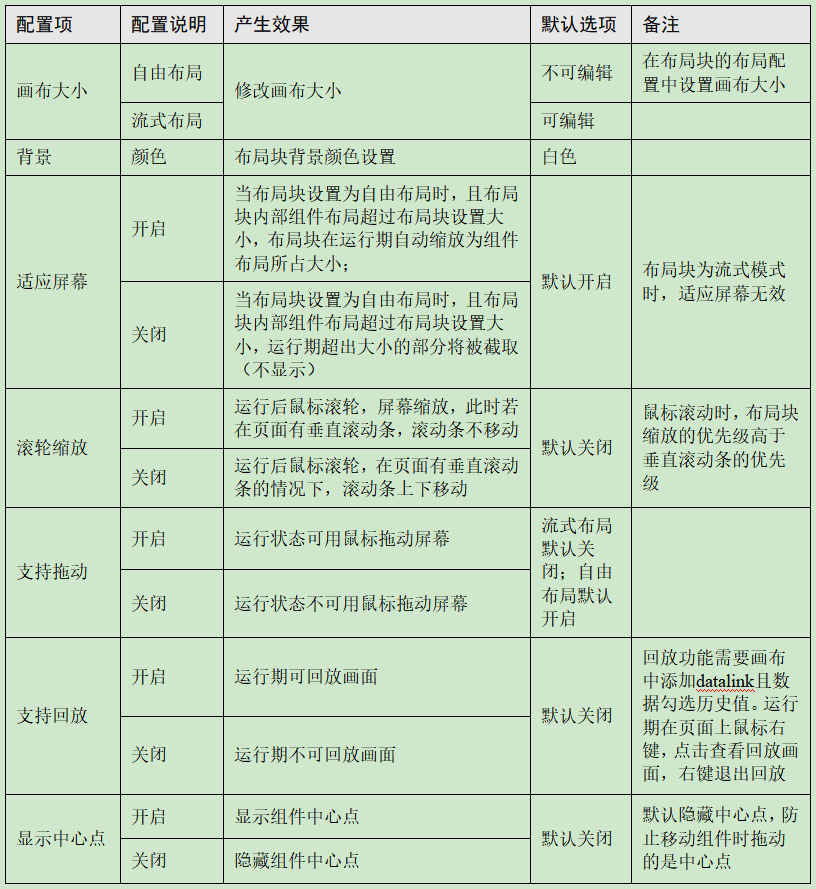 配置项 配置说明 产生效果 默认选项 备注
画布大小
自由布局
修改画布大小
不可编辑
在布局块的布局配
置中设置画布大小
流式布局
可编辑
背景 颜色 布局块背景颜色设置 白色
适应屏幕
开启
当布局块设置为自由布局时，且布局
块内部组件布局超过布局块设置大
小，布局块在运行期自动缩放为组件
布局所占大小；
默认开启
布局块为流式模式
时，适应屏幕无效
关闭
当布局块设置为自由布局时，且布局
块内部组件布局超过布局块设置大
小，运行期超出大小的部分将被截取
（不显示）
滚轮缩放
开启
运行后鼠标滚轮，屏幕缩放，此时若
在页面有垂直滚动条，滚动条不移动
默认关闭
鼠标滚动时，布局块
缩放的优先级高于
垂直滚动条的优先
级
关闭
运行后鼠标滚轮，在页面有垂直滚动
条的情况下，滚动条上下移动
支持拖动
开启
运行状态可用鼠标拖动屏幕
流式布局
默认关
闭；自由
布局默认
开启
关闭
运行状态不可用鼠标拖动屏幕
支持回放
开启
运行期可回放画面
默认关闭
回放功能需要画布
中添加datalink且数
据勾选历史值。运行
期在页面上鼠标右
键，点击查看回放画
面，右键退出回放
关闭
运行期不可回放画面
显示中心点
开启
显示组件中心点
默认关闭
默认隐藏中心点，防
止移动组件时拖动
的是中心点
关闭
隐藏组件中心点